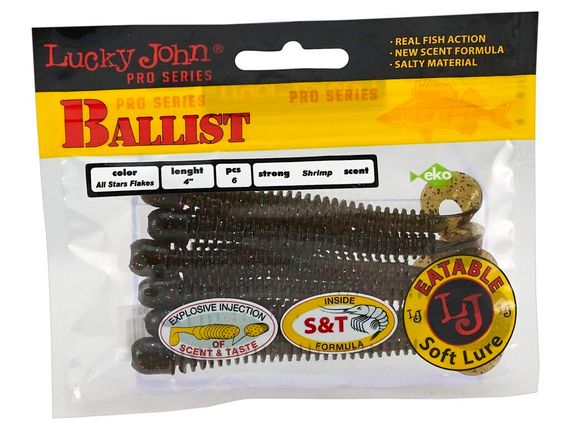 Lucky John®
PRO SERIES
· REAL FISH ACTION
· NEW SCENT FORMULA
· SALTY MATERIAL
PRO SERIES
PRO SERIES
BALLIST
color
All Stars Flakes
lenght
4"
pcs
6
strong Shrimp scent
eko
EXPLOSIVE INJECTION
OF
SCENT & TASTE
INSIDE
S&T
FORMULA
EATABLE
LJ
LJ
LJ
Soft Lure